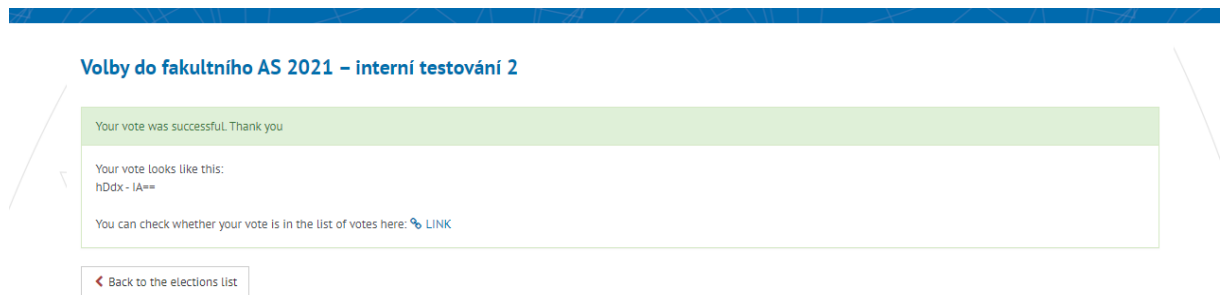 Volby do fakultního AS 2021 – interní testování 2
Your vote was successful. Thank you
Your vote looks like this:
hDdx - IA==
You can check whether your vote is in the list of votes here: LINK
Back to the elections list